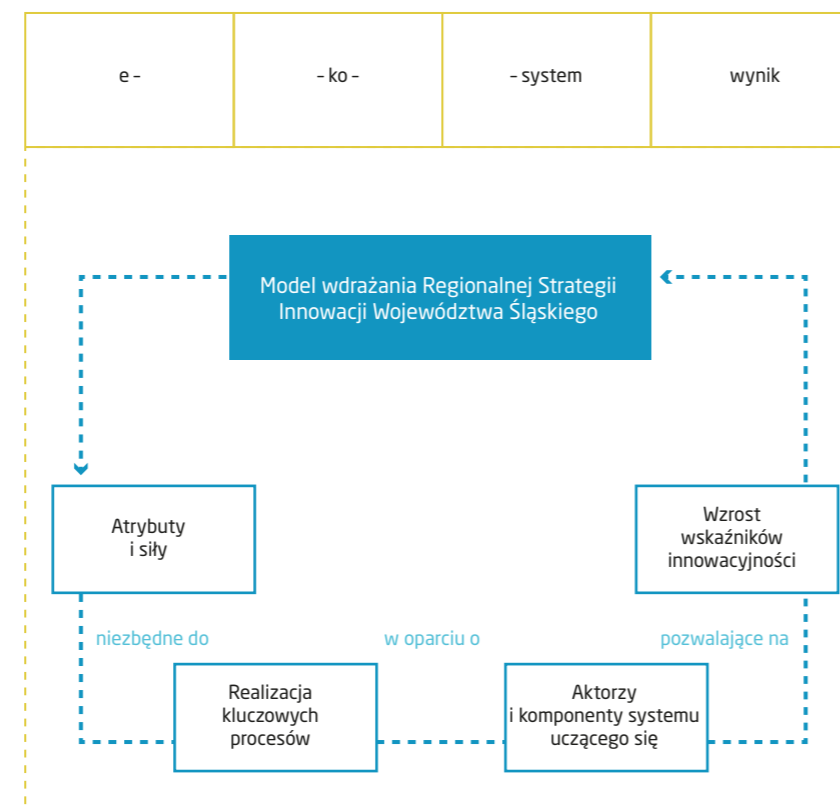 e –
– ko –
– system
wynik
Model wdrażania Regionalnej Strategii
Innowacji Województwa Śląskiego
Atrybuty
i siły
Wzrost
wskaźników
innowacyjności
niezbędne do
w oparciu o
pozwalające na
Realizacja
kluczowych
procesów
Aktorzy
i komponenty systemu
uczącego się